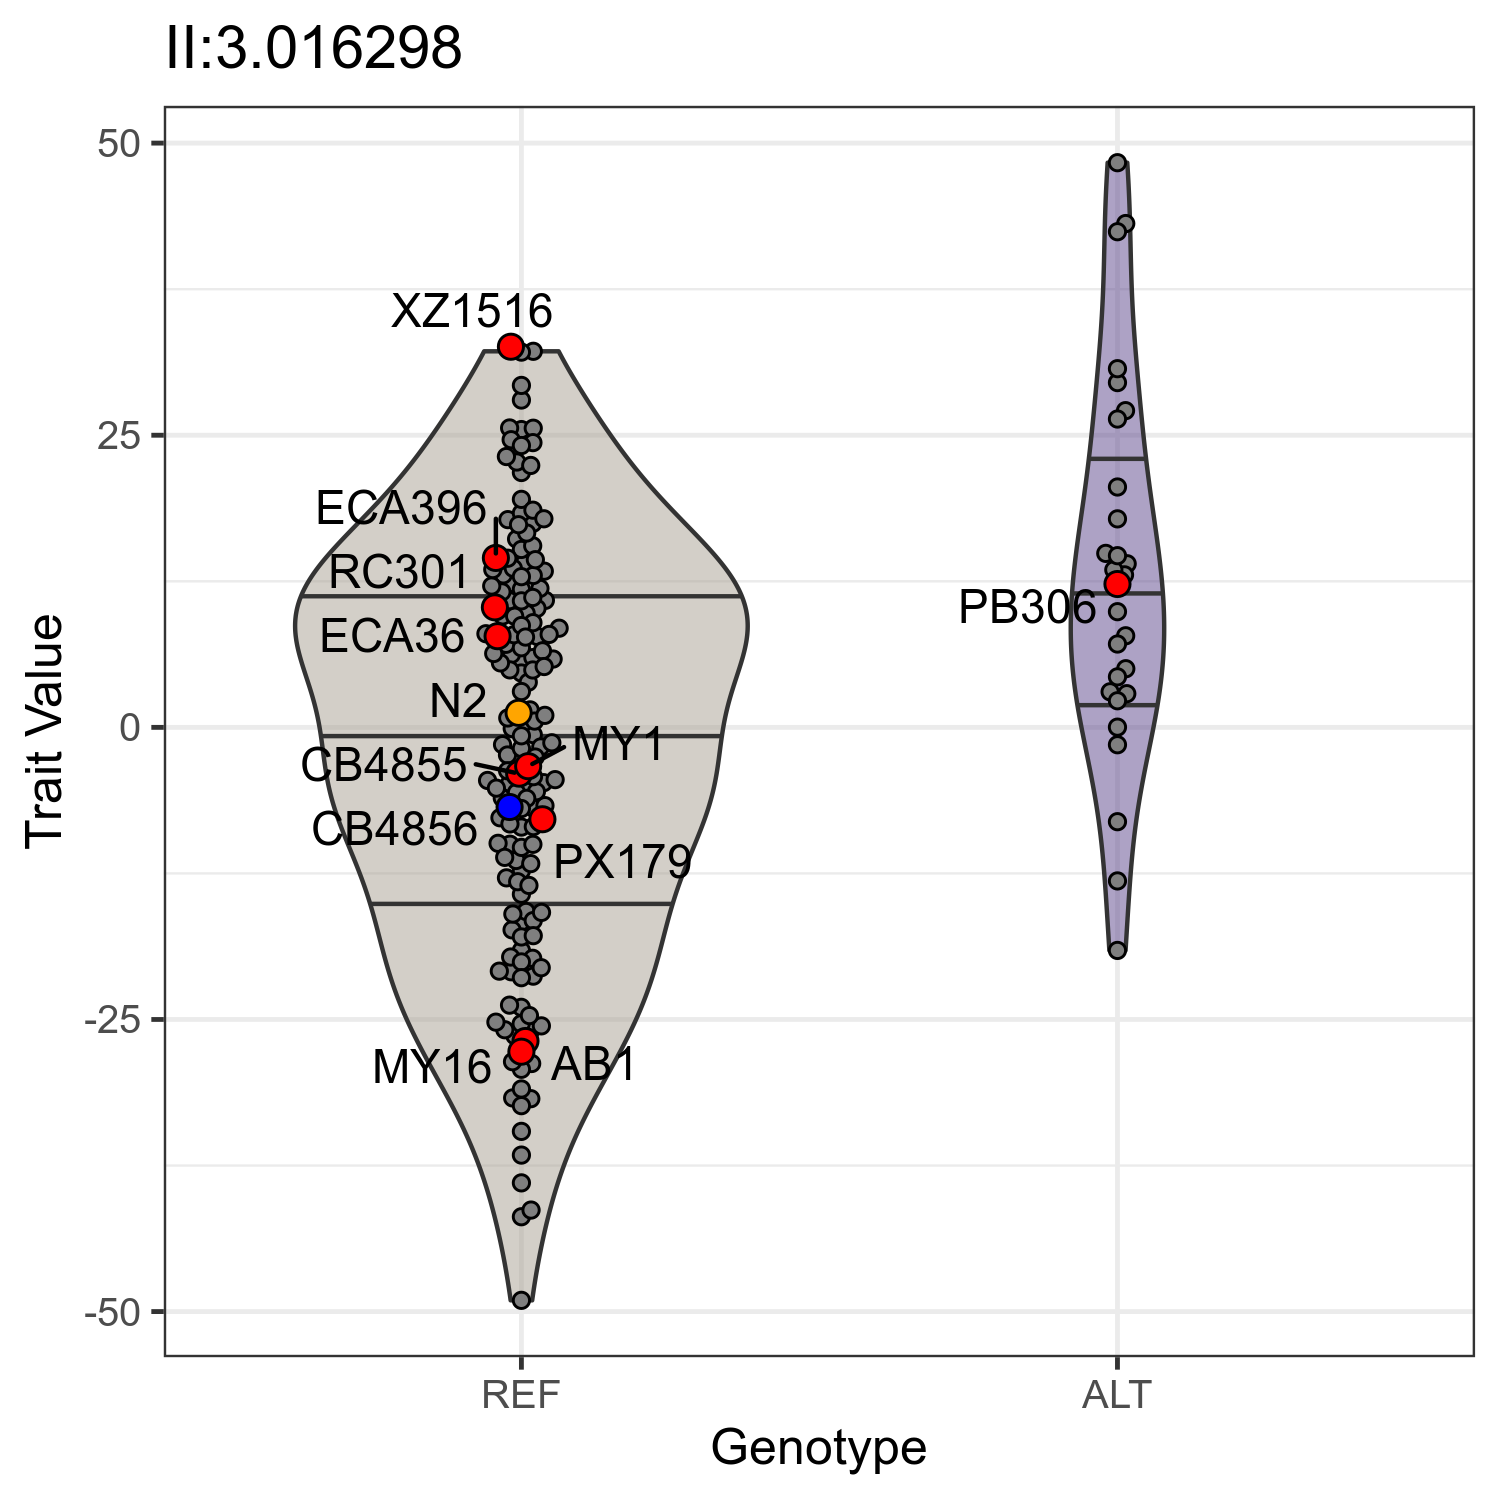 II:3.016298
50
25
0
-25
-50
Trait Value
XZ1516
ECA396
RC301
ECA36
N2
MY1
CB4855
CB4856
PX179
MY16
AB1
PB306
REF
ALT
Genotype